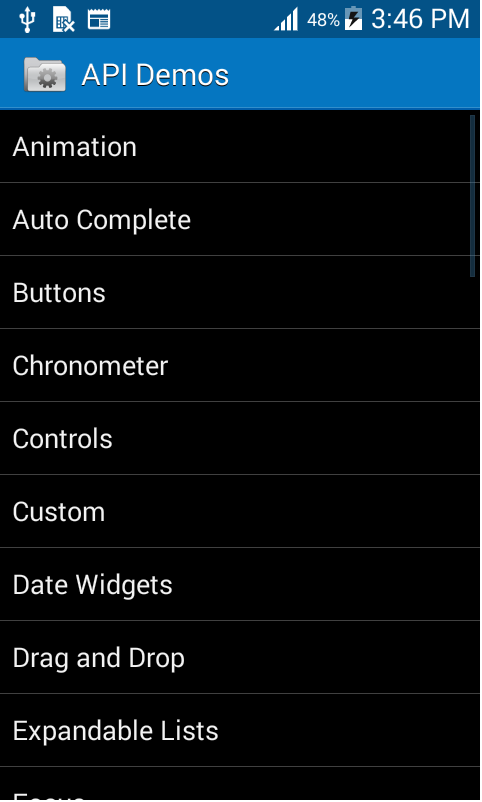 48% 3:46 PM
API Demos
Animation
Auto Complete
Buttons
Chronometer
Controls
Custom
Date Widgets
Drag and Drop
Expandable Lists
Focus